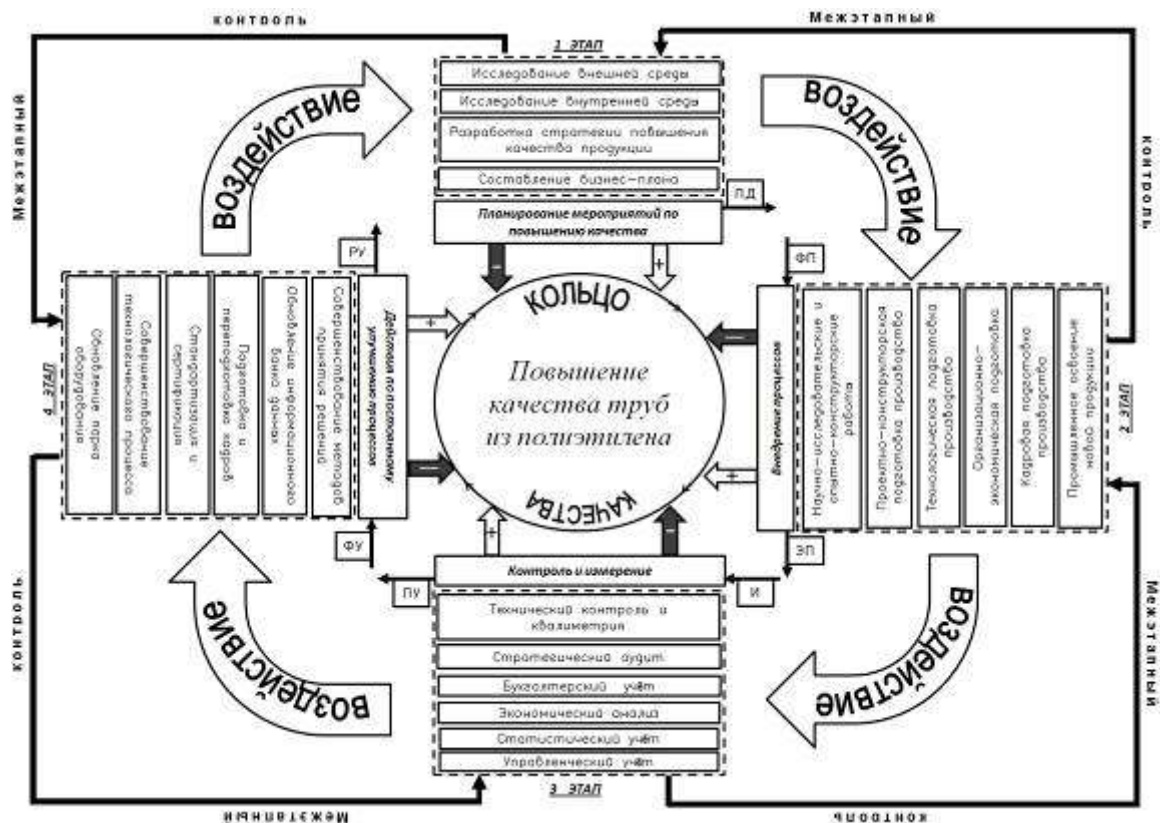 контроль
Межэтапный
1 ЭТАП
Исследование внешней среды
Исследование внутренней среды
Разработка стратегии повышения
качества продукции
Составление бизнес-плана
Планирование мероприятий по
повышению качества
ВОЗДЕЙСТВИЕ
ВОЗДЕЙСТВИЕ
Межэтапный
контроль
ПД
РУ
ФП
4 ЭТАП
Обновление парка
оборудования
Совершенствование
технологического процесса
Стандартизация и
сертификация
Подготовка и
переподготовка кадров
Обновление информационного
банка данных
Совершенствование методов
принятия решений
Действия по постоянному
улучшению процессов
–
+
+
–
КОЛЬЦО
Повышение
качества труб
из полиэтилена
КАЧЕСТВА
–
+
+
–
Внедрение процессов
Научно-исследовательские и
опытно-конструкторские
работа
Проектно-конструкторская
подготовка производство
Технологическая подготовка
производство
Организационно-
экономическая подготовка
Кадровая подготовка
производство
Промышленное освоение
новой продукции
2 ЭТАП
ФУ
ПУ
ЭП
И
Контроль и измерение
Технический контроль и
квалиметрия
Стратегический аудит
Бухгалтерский учёт
Экономический анализ
Статистический учёт
Управленческий учёт
3 ЭТАП
ВОЗДЕЙСТВИЕ
ВОЗДЕЙСТВИЕ
контроль
Межэтапный
Межэтапный
контроль